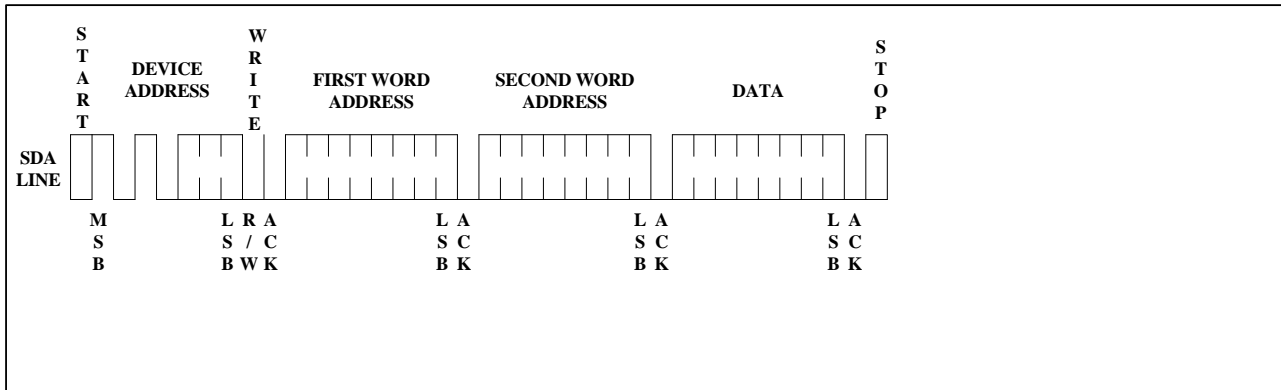 START
WRITE
STOP
DEVICE
ADDRESS
FIRST WORD
ADDRESS
SECOND WORD
ADDRESS
DATA
SDA
LINE
MSB
LSB
R/W
ACK
LSB
ACK
LSB
ACK
LSB
ACK